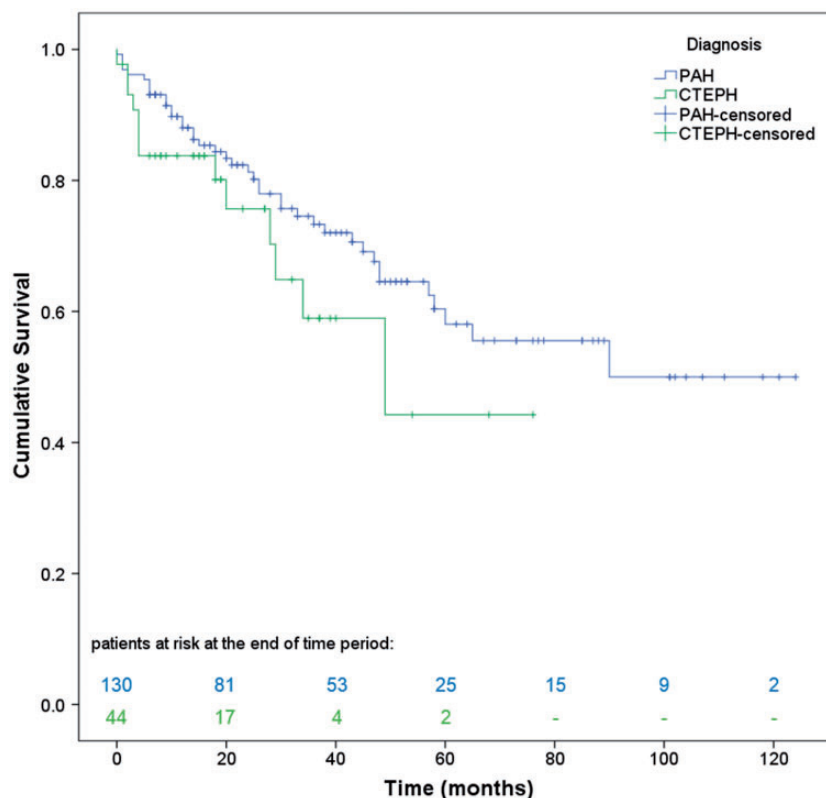 Diagnosis
PAH
CTEPH
PAH-censored
CTEPH-censored
Cumulative Survival
1.0
0.8
0.6
0.4
0.2
0.0
patients at risk at the end of time period:
130 81 53 25 15 9 2
44 17 4 2 - - -
0 20 40 60 80 100 120
Time (months)